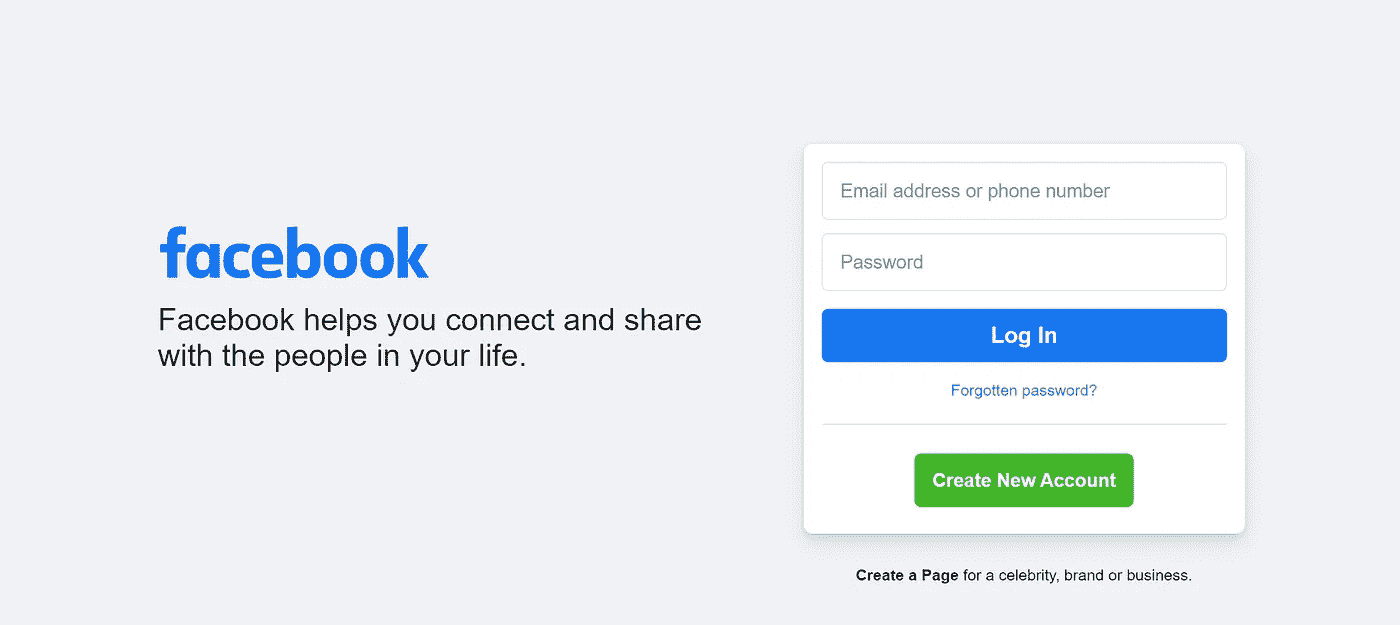 facebook
Facebook helps you connect and share
with the people in your life.
Email address or phone number
Password
Log In
Forgotten password?
Create New Account
Create a Page for a celebrity, brand or business.